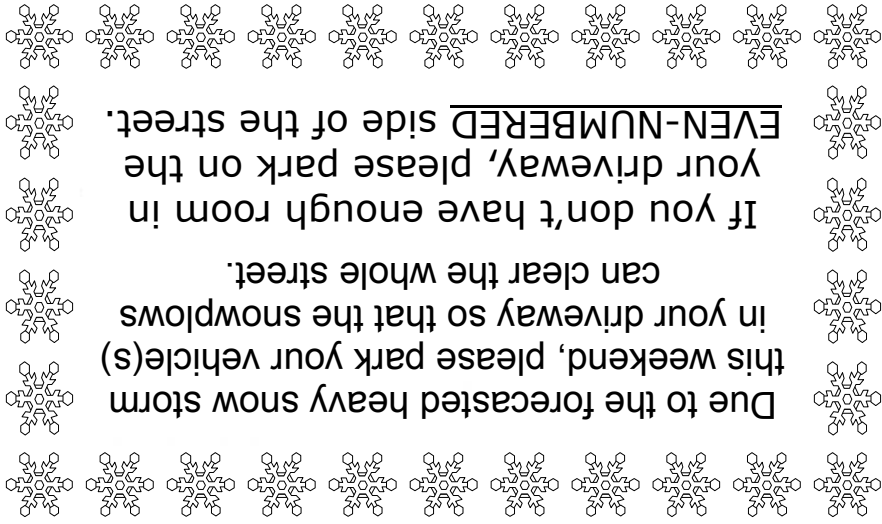 Due to the forecasted heavy snow storm
this weekend, please park your vehicle(s)
in your driveway so that the snowplows
can clear the whole street.
If you don't have enough room in
your driveway, please park on the
EVEN-NUMBERED side of the street.